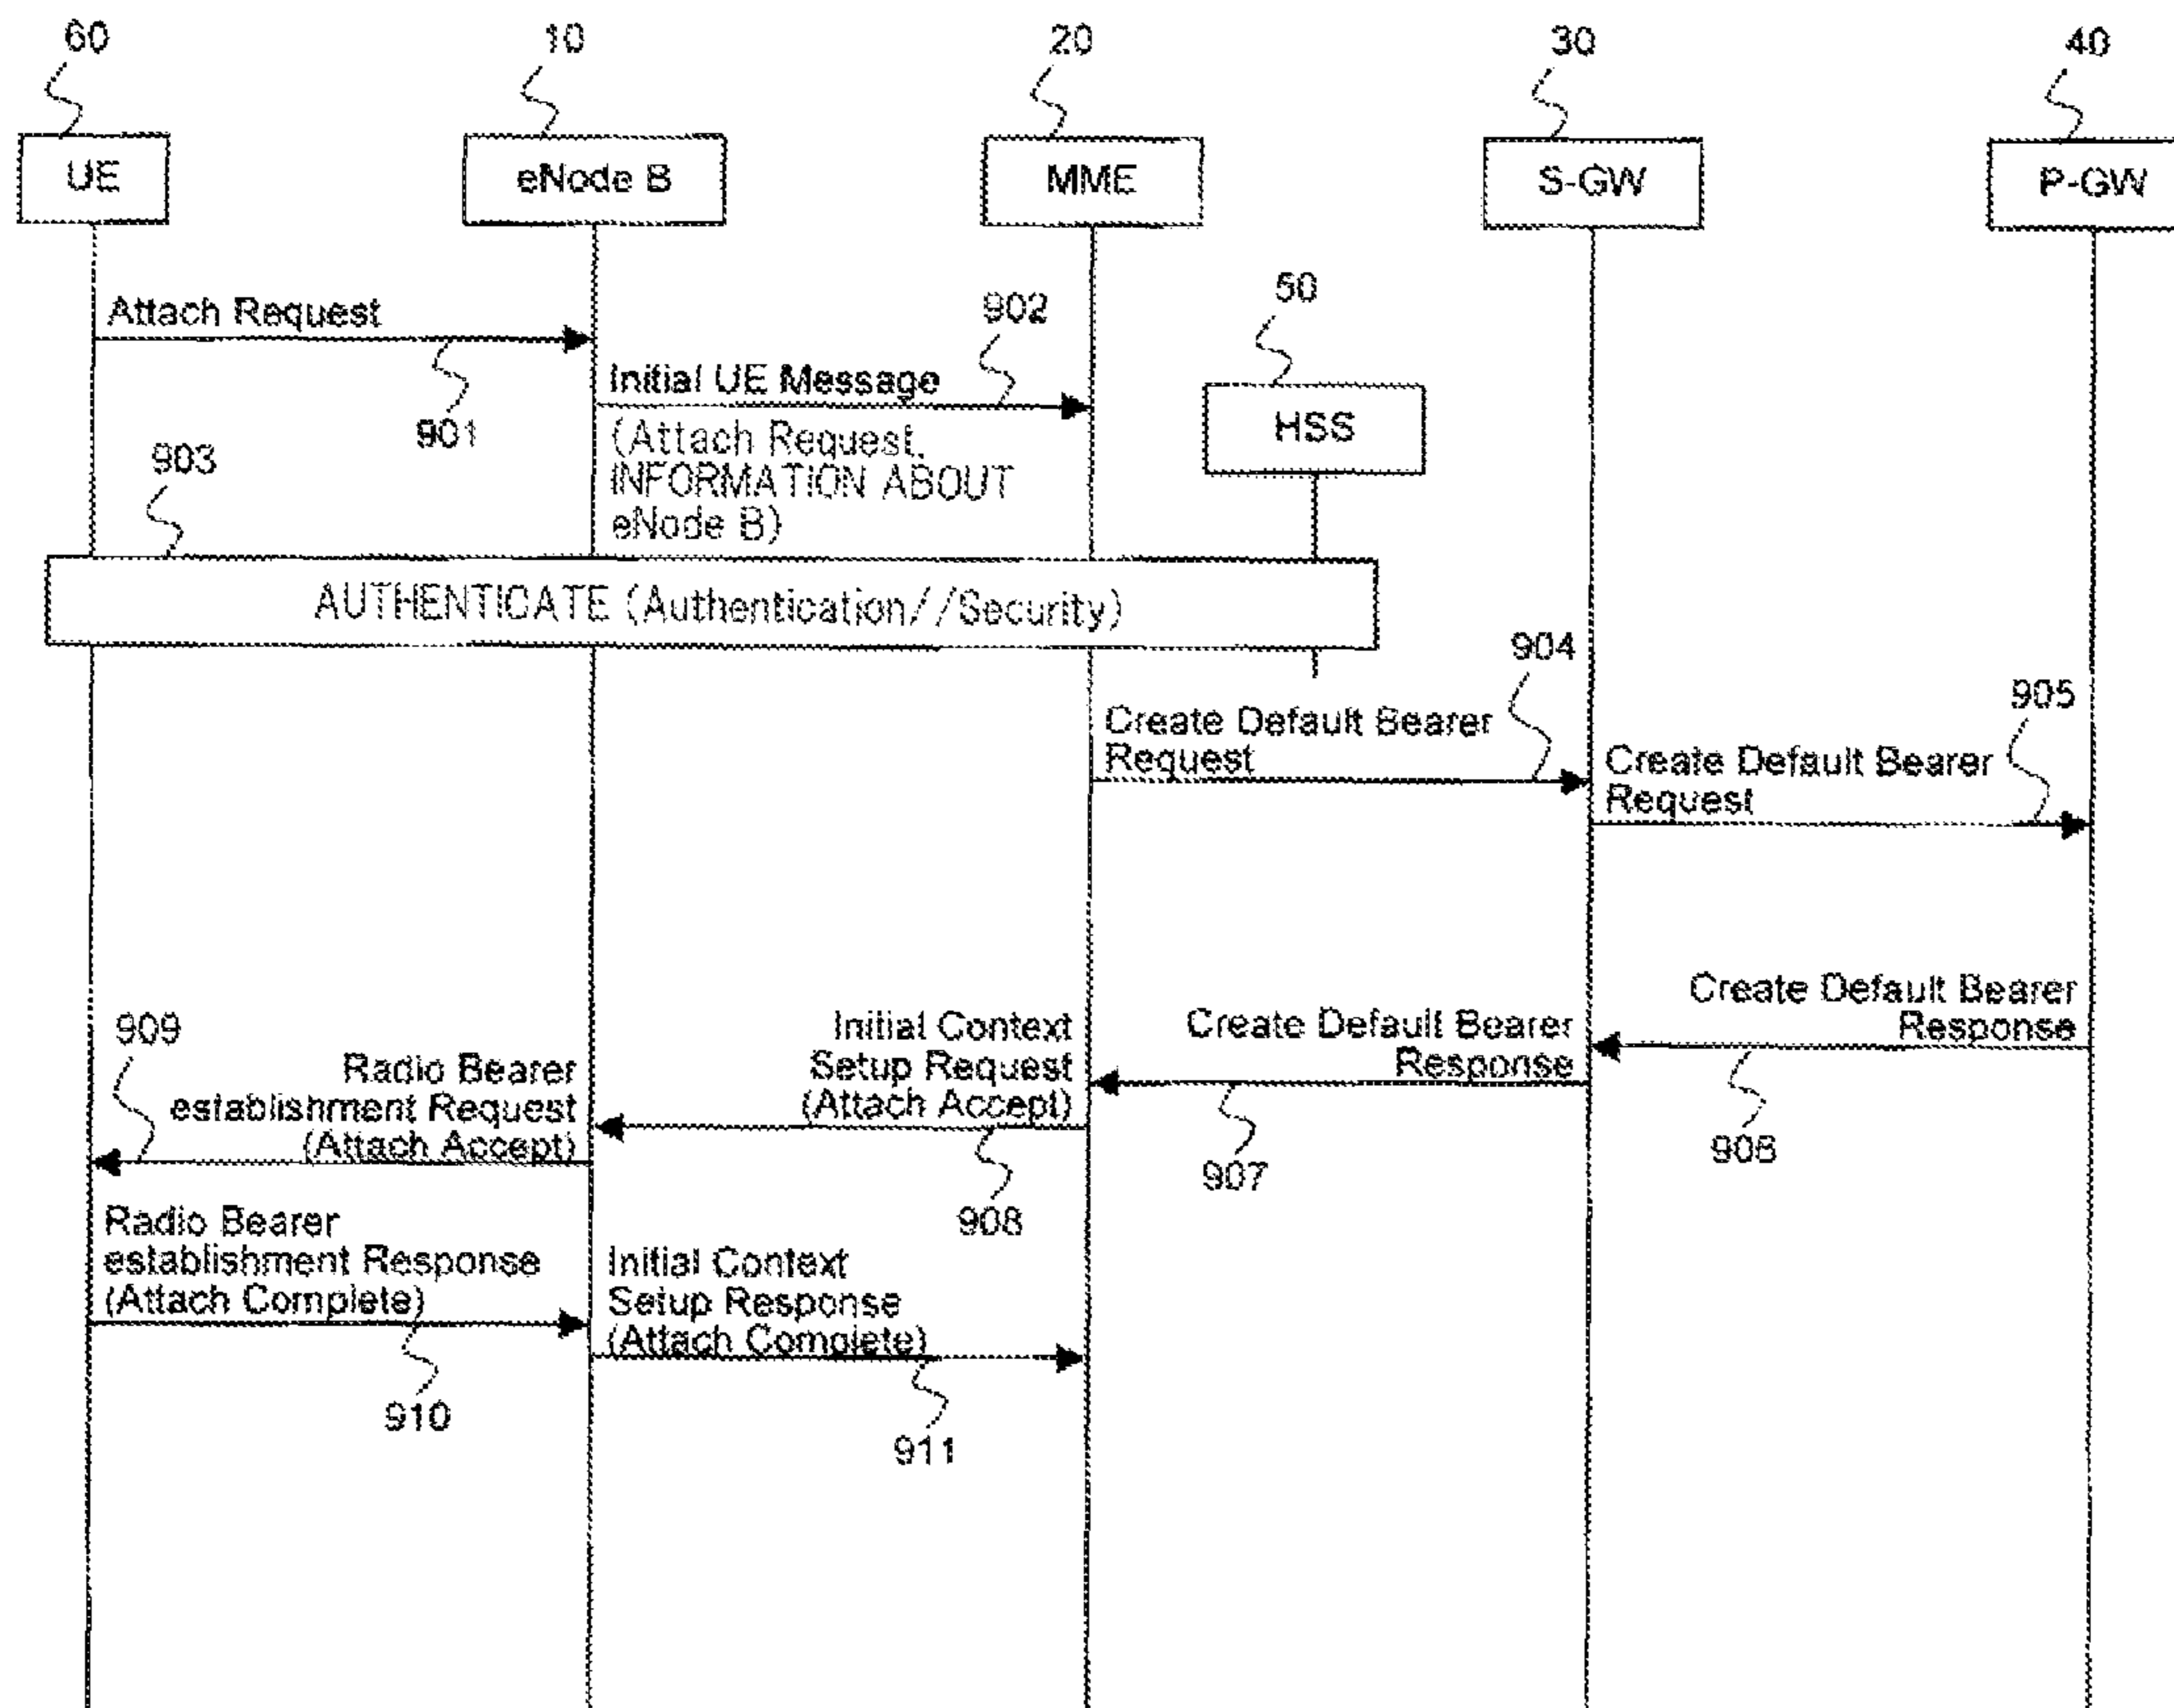 60
10
20
30
40
UE
eNode B
MME
S-GW
P-GW
50
HSS
Attach Request
901
902
Initial UE Message
(Attach Request,
INFORMATION ABOUT
eNode B)
903
AUTHENTICATE (Authentication//Security)
904
Create Default Bearer
Request
905
Create Default Bearer
Request
Create Default Bearer
Response
906
Create Default Bearer
Response
907
Initial Context
Setup Request
(Attach Accept)
908
909
Radio Bearer
establishment Request
(Attach Accept)
Radio Bearer
establishment Response
(Attach Complete)
910
Initial Context
Setup Response
(Attach Complete)
911